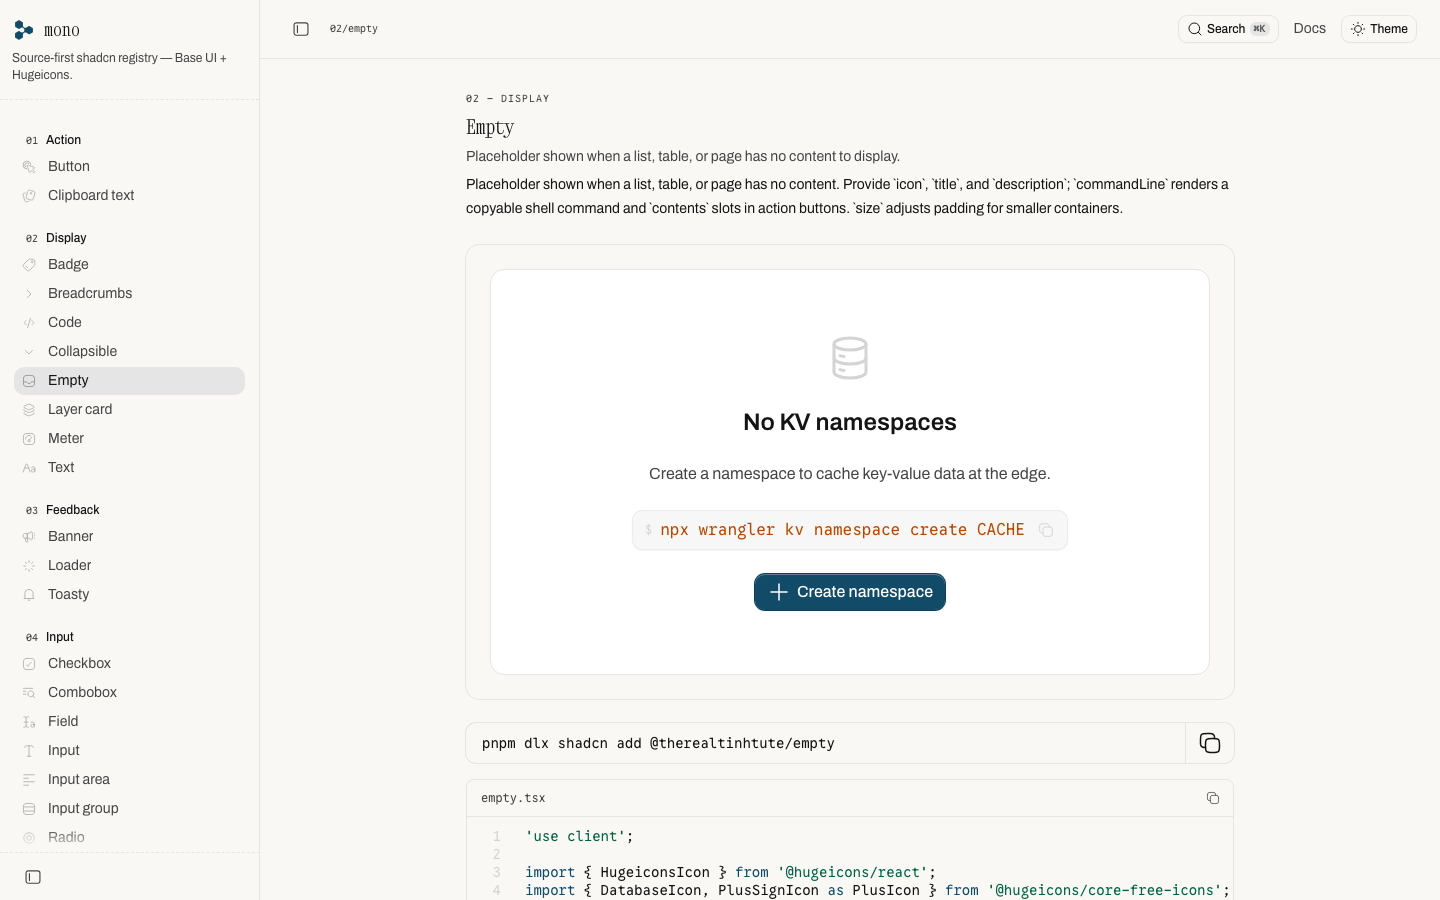 mono
Source-first shadcn registry — Base UI +
Hugeicons.
01 Action
Button
Clipboard text
02 Display
Badge
Breadcrumbs
Code
Collapsible
Empty
Layer card
Meter
Text
03 Feedback
Banner
Loader
Toasty
04 Input
Checkbox
Combobox
Field
Input
Input area
Input group
Radio
02/empty
Search ⌘K
Docs
Theme
02 — DISPLAY
Empty
Placeholder shown when a list, table, or page has no content to display.
Placeholder shown when a list, table, or page has no content. Provide `icon`, `title`, and `description`; `commandLine` renders a
copyable shell command and `contents` slots in action buttons. `size` adjusts padding for smaller containers.
No KV namespaces
Create a namespace to cache key-value data at the edge.
$ npx wrangler kv namespace create CACHE
Create namespace
pnpm dlx shadcn add @therealtinhtute/empty
empty.tsx
1 'use client';
2
3 import { HugeiconsIcon } from '@hugeicons/react';
4 import { DatabaseIcon, PlusSignIcon as PlusIcon } from '@hugeicons/core-free-icons';